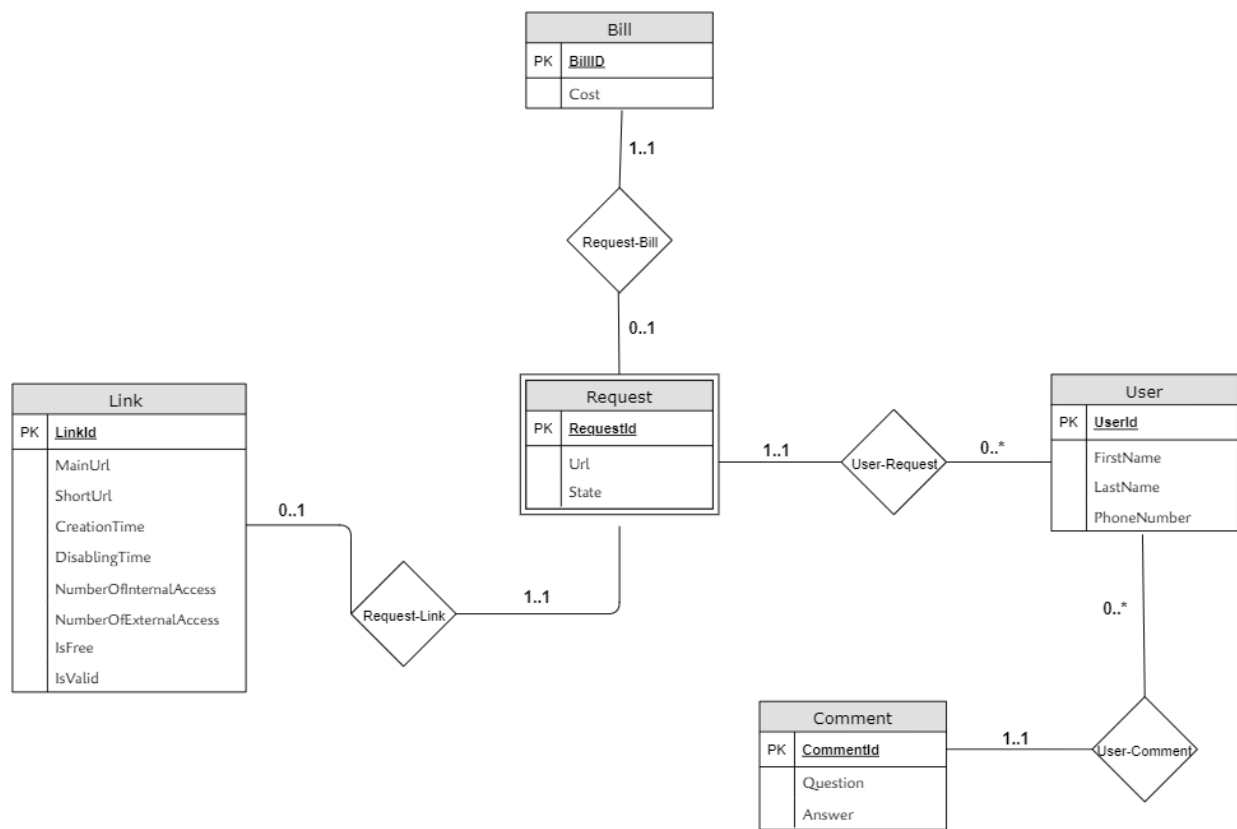 Bill
PK BillID
Cost
1..1
Request-Bill
0..1
Request
PK RequestId
Url
State
Link
PK LinkId
MainUrl
ShortUrl
CreationTime
DisablingTime
NumberOfInternalAccess
NumberOfExternalAccess
IsFree
IsValid
0..1
Request-Link
1..1
1..1
User-Request
0..*
User
PK UserId
FirstName
LastName
PhoneNumber
0..*
User-Comment
1..1
Comment
PK CommentId
Question
Answer